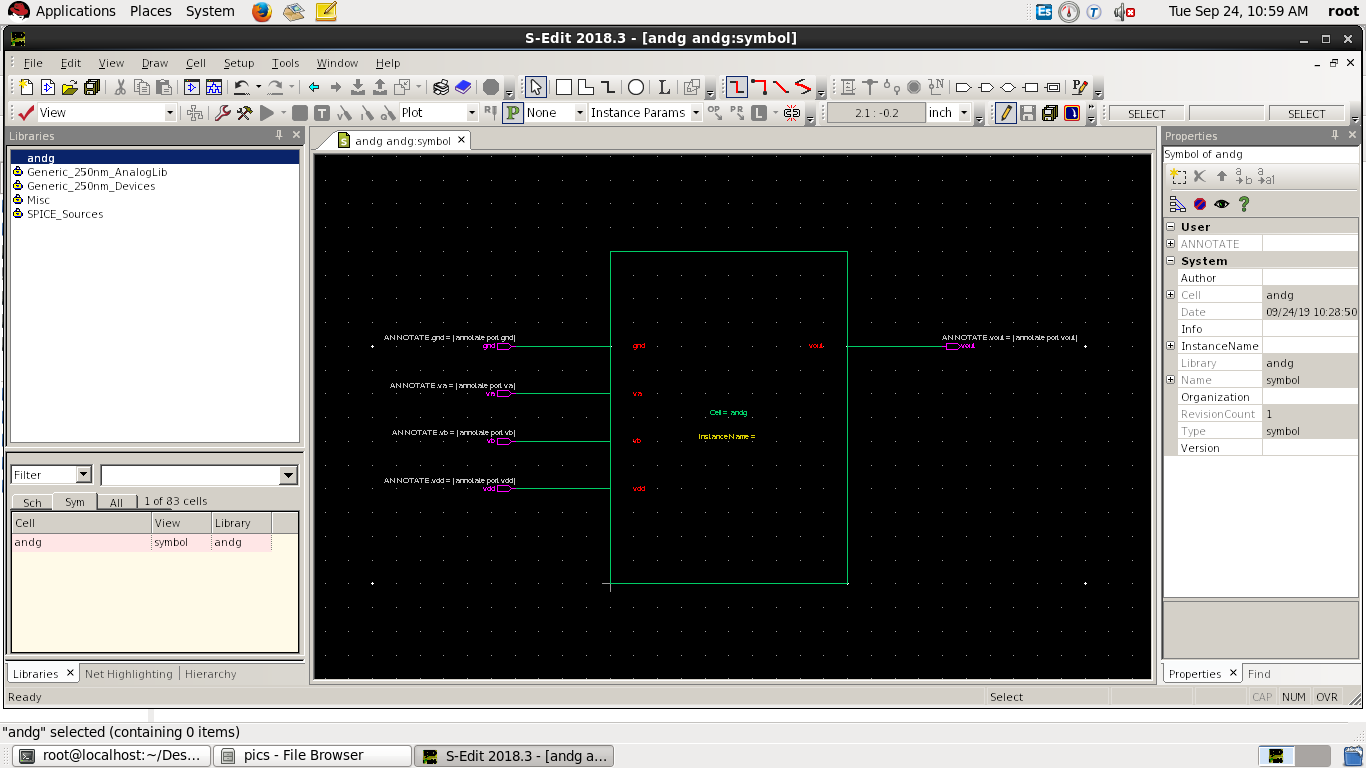 Applications Places System
Es
T
Tue Sep 24, 10:59 AM root
S-Edit 2018.3 - [andg andg:symbol]
File Edit View Draw Cell Setup Tools Window Help
View
Plot
None
Instance Params
2.1 : -0.2
inch
SELECT
SELECT
Libraries
andg
Generic_250nm_AnalogLib
Generic_250nm_Devices
Misc
SPICE_Sources
Filter
Sch Sym All 1 of 83 cells
Cell View Library
andg symbol andg
Libraries Net Highlighting Hierarchy
andg andg:symbol
ANNOTATE.gnd = [annotate port gnd]
gnd
gnd
ANNOTATE.va = [annotate port va]
va
va
ANNOTATE.vb = [annotate port vb]
vb
vb
ANNOTATE.vdd = [annotate port vdd]
vdd
vdd
Cell = andg
InstanceName =
vout
ANNOTATE.vout = [annotate port vout]
vout
Properties
Symbol of andg
User
ANNOTATE
System
Author
Cell andg
Date 09/24/19 10:28:50
Info
InstanceName
Library andg
Name symbol
Organization
RevisionCount 1
Type symbol
Version
Properties Find
Ready
Select
CAP NUM OVR
"andg" selected (containing 0 items)
root@localhost:~/Des...
pics - File Browser
S-Edit 2018.3 - [andg a...